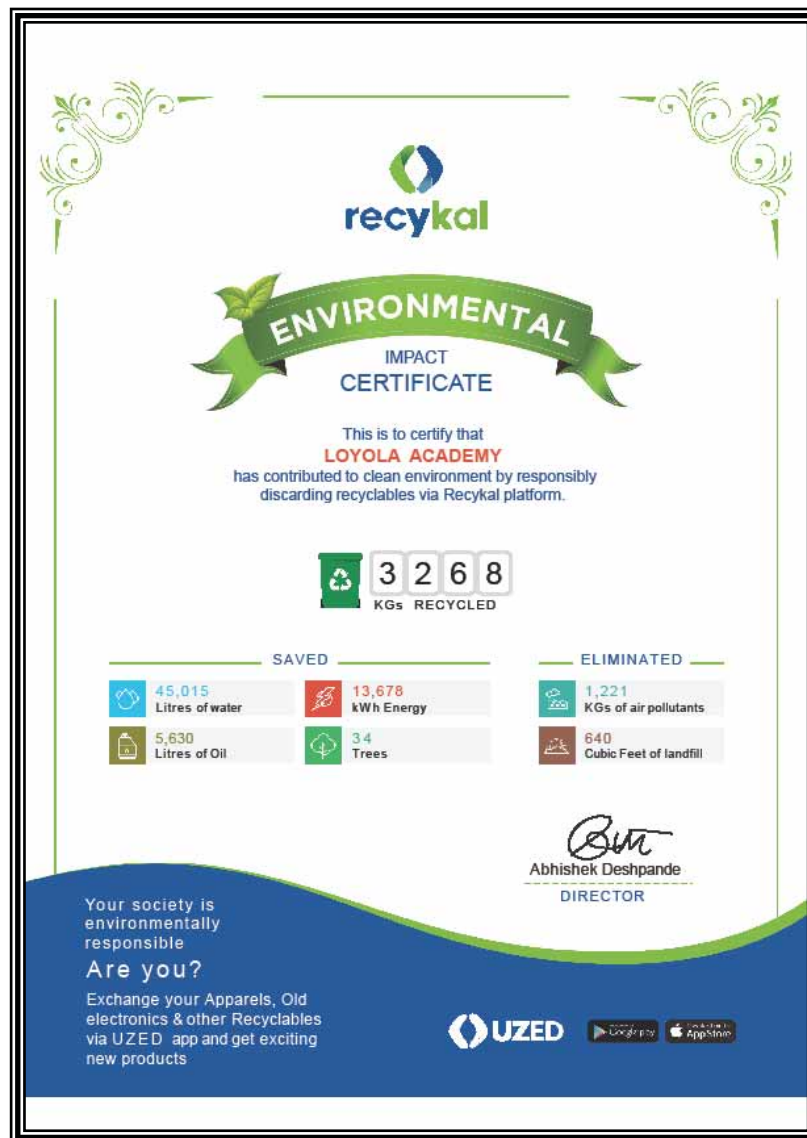 recykal
ENVIRONMENTAL
IMPACT
CERTIFICATE
This is to certify that
LOYOLA ACADEMY
has contributed to clean environment by responsibly
discarding recyclables via Recykal platform.
3268
KGs RECYCLED
SAVED
45,015
Litres of water
13,678
kWh Energy
5,630
Litres of Oil
34
Trees
ELIMINATED
1,221
KGs of air pollutants
640
Cubic Feet of landfill
Abhishek Deshpande
DIRECTOR
Your society is
environmentally
responsible
Are you?
Exchange your Apparels, Old
electronics & other Recyclables
via UZED app and get exciting
new products
UZED
App Store